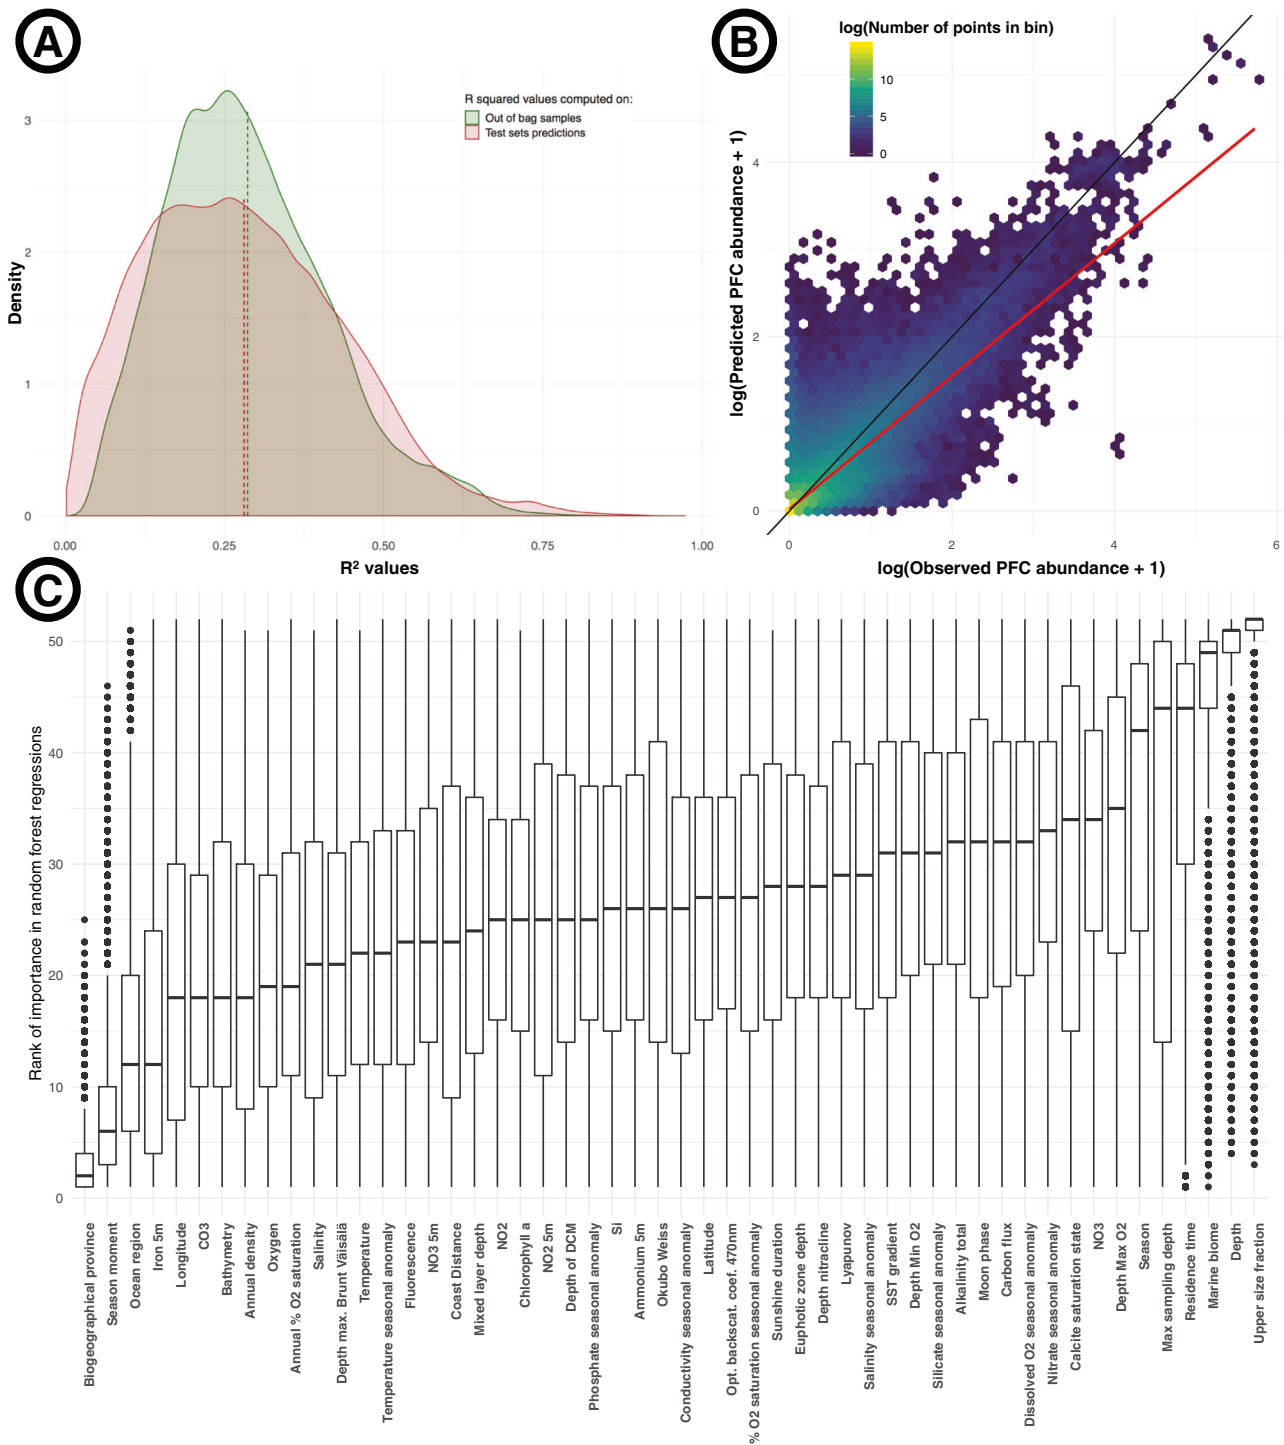 A
R squared values computed on:
Out of bag samples
Test sets predictions
Density
3
2
1
0
0.00
0.25
0.50
0.75
1.00
R² values
B
log(Number of points in bin)
10
5
0
log(Predicted PFC abundance + 1)
4
2
0
0
2
4
6
log(Observed PFC abundance + 1)
C
Rank of importance in random forest regressions
50
40
30
20
10
0
Biogeographical province
Season moment
Ocean region
Iron 5m
Longitude
CO3
Bathymetry
Annual density
Oxygen
Annual % O2 saturation
Salinity
Depth max. Brunt Väisälä
Temperature
Temperature seasonal anomaly
Fluorescence
NO3 5m
Coast Distance
Mixed layer depth
NO2
Chlorophyll a
NO2 5m
Depth of DCM
Phosphate seasonal anomaly
Si
Ammonium 5m
Okubo Weiss
Conductivity seasonal anomaly
Latitude
Opt. backscat. coef. 470nm
% O2 saturation seasonal anomaly
Sunshine duration
Euphotic zone depth
Depth nitracline
Lyapunov
Salinity seasonal anomaly
SST gradient
Depth Min O2
Silicate seasonal anomaly
Alkalinity total
Moon phase
Carbon flux
Dissolved O2 seasonal anomaly
Nitrate seasonal anomaly
Calcite saturation state
NO3
Depth Max O2
Season
Max sampling depth
Residence time
Marine biome
Depth
Upper size fraction